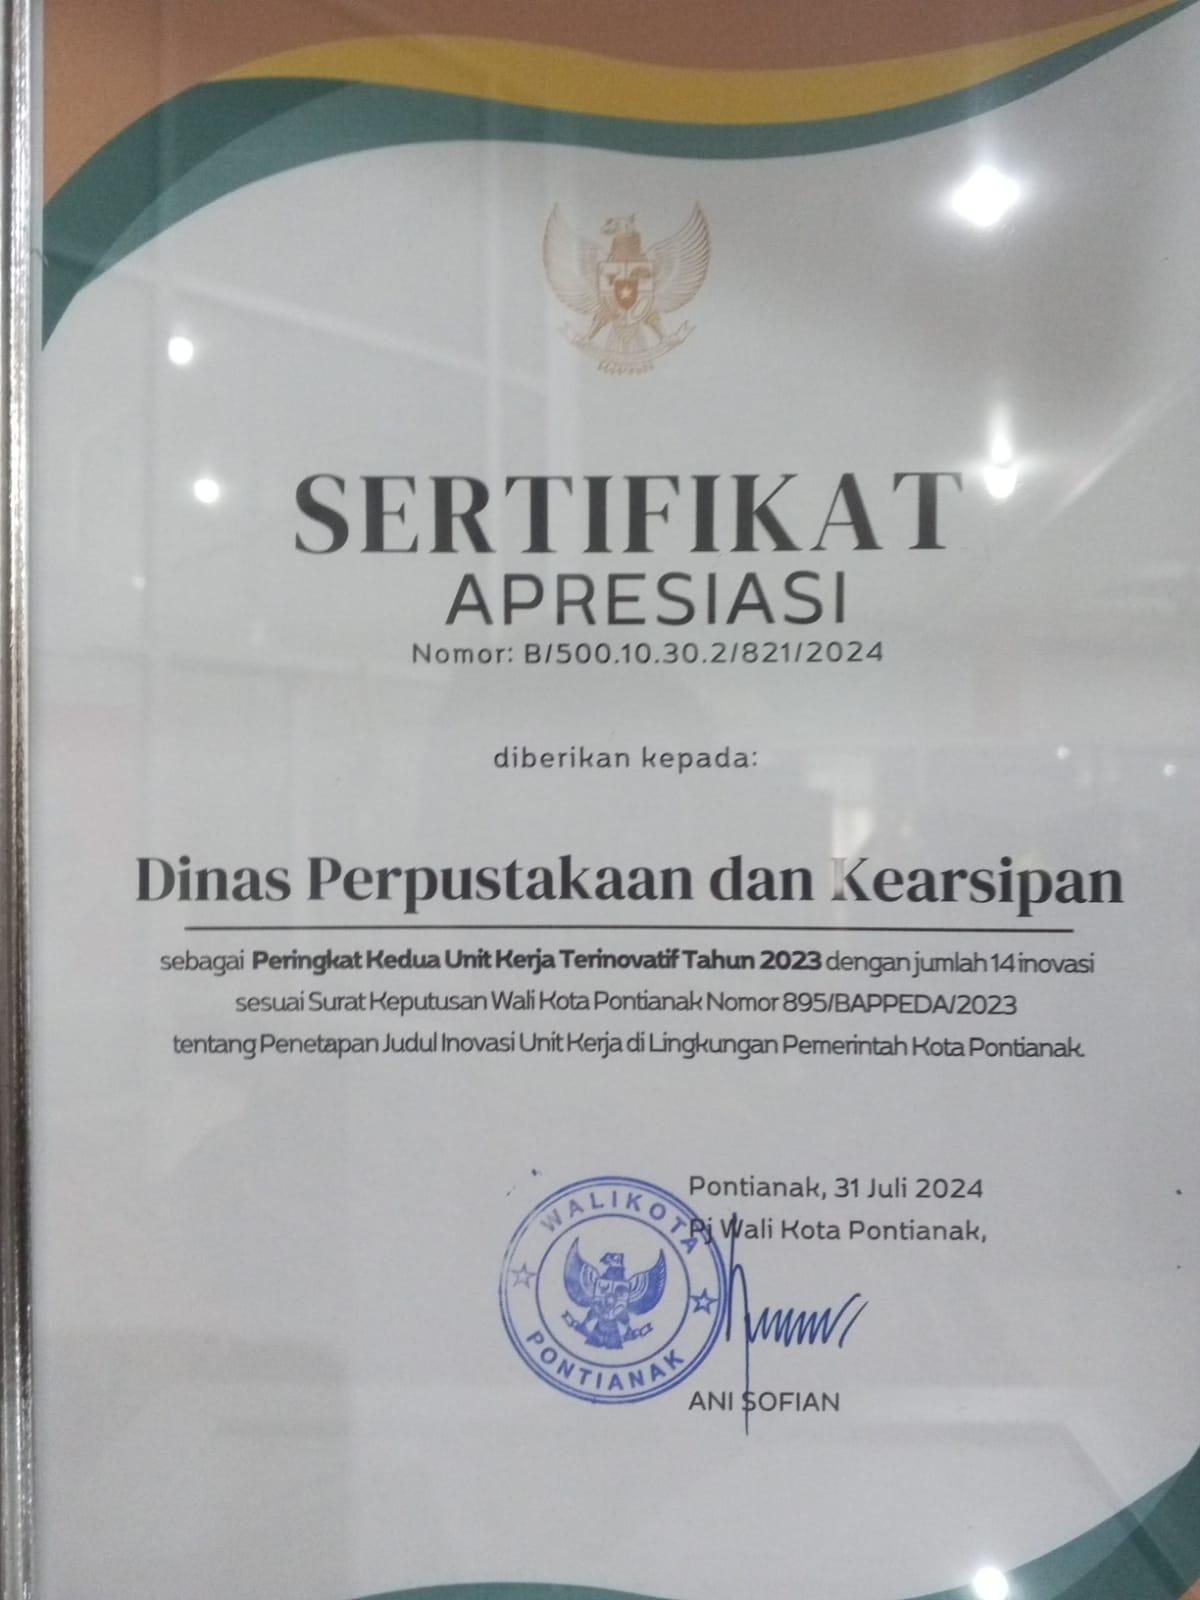 SERTIFIKAT
APRESIASI
Nomor: B/500.10.30.2/821/2024
diberikan kepada:
Dinas Perpustakaan dan Kearsipan
sebagai Peringkat Kedua Unit Kerja Terinovatif Tahun 2023 dengan jumlah 14 inovasi
sesuai Surat Keputusan Wali Kota Pontianak Nomor 895/BAPPEDA/2023
tentang Penetapan Judul Inovasi Unit Kerja di Lingkungan Pemerintah Kota Pontianak.
Pontianak, 31 Juli 2024
Pj Wali Kota Pontianak,
WALIKOTA
PONTIANAK
ANI SOFIAN